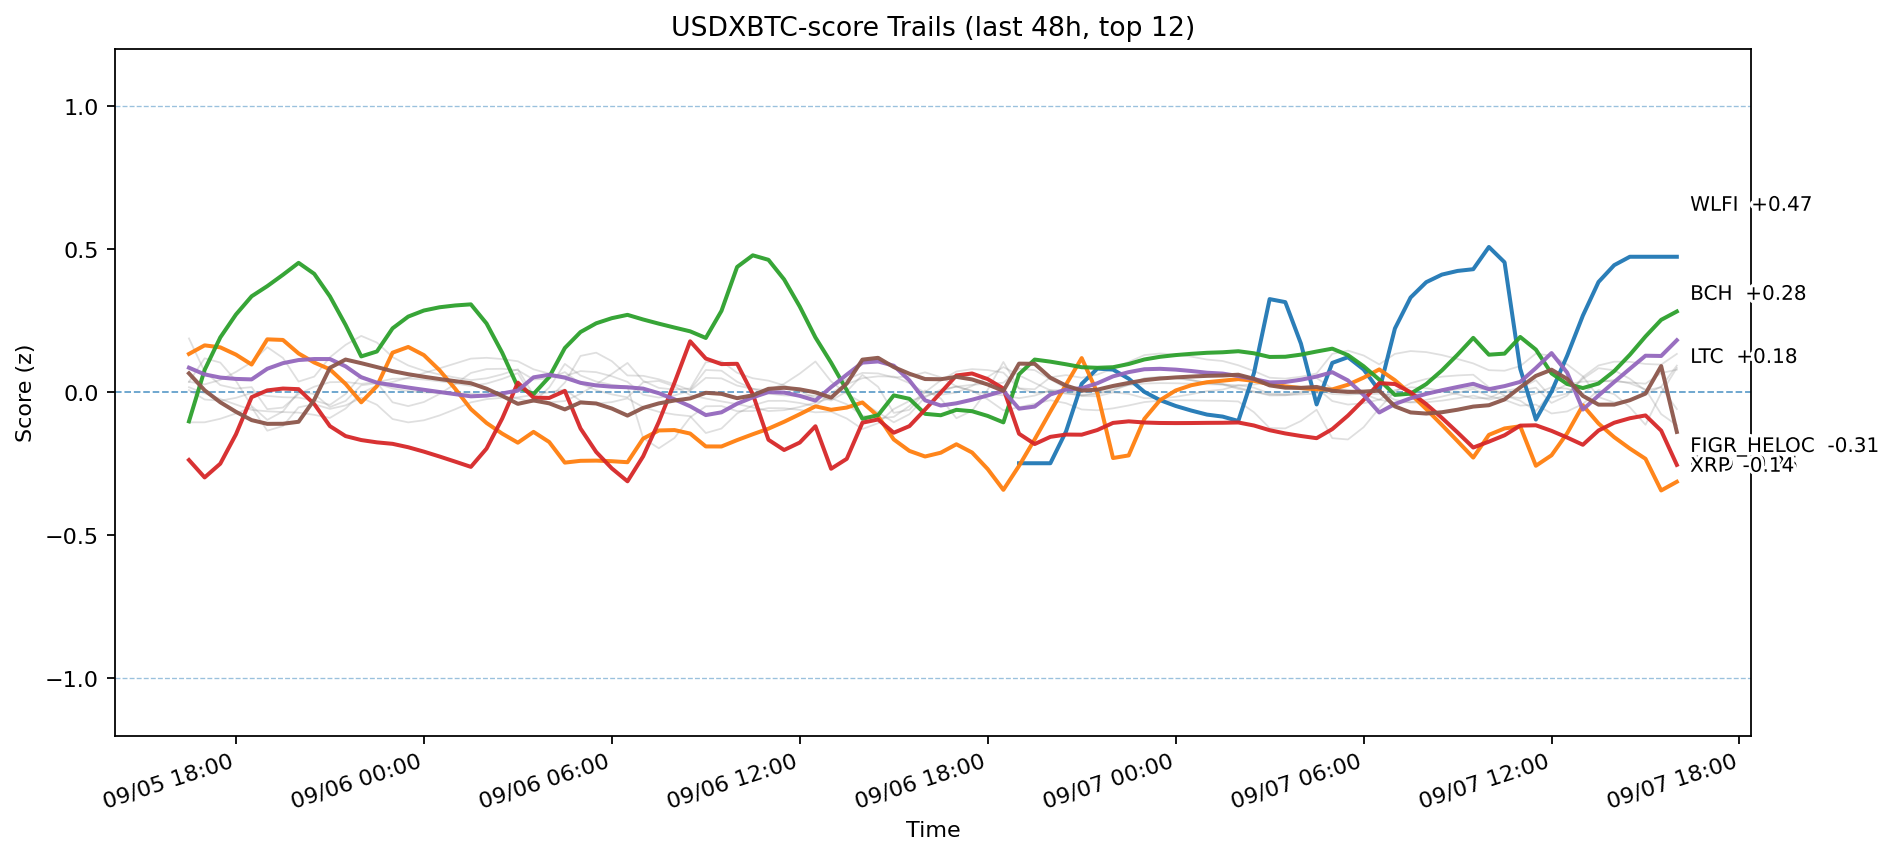 USDXBTC-score Trails (last 48h, top 12)
Score (z)
1.0
0.5
0.0
−0.5
−1.0
WLFI +0.47
BCH +0.28
LTC +0.18
FIGR_HELOC -0.31
XRP -0.14
09/05 18:00
09/06 00:00
09/06 06:00
09/06 12:00
09/06 18:00
09/07 00:00
09/07 06:00
09/07 12:00
09/07 18:00
Time